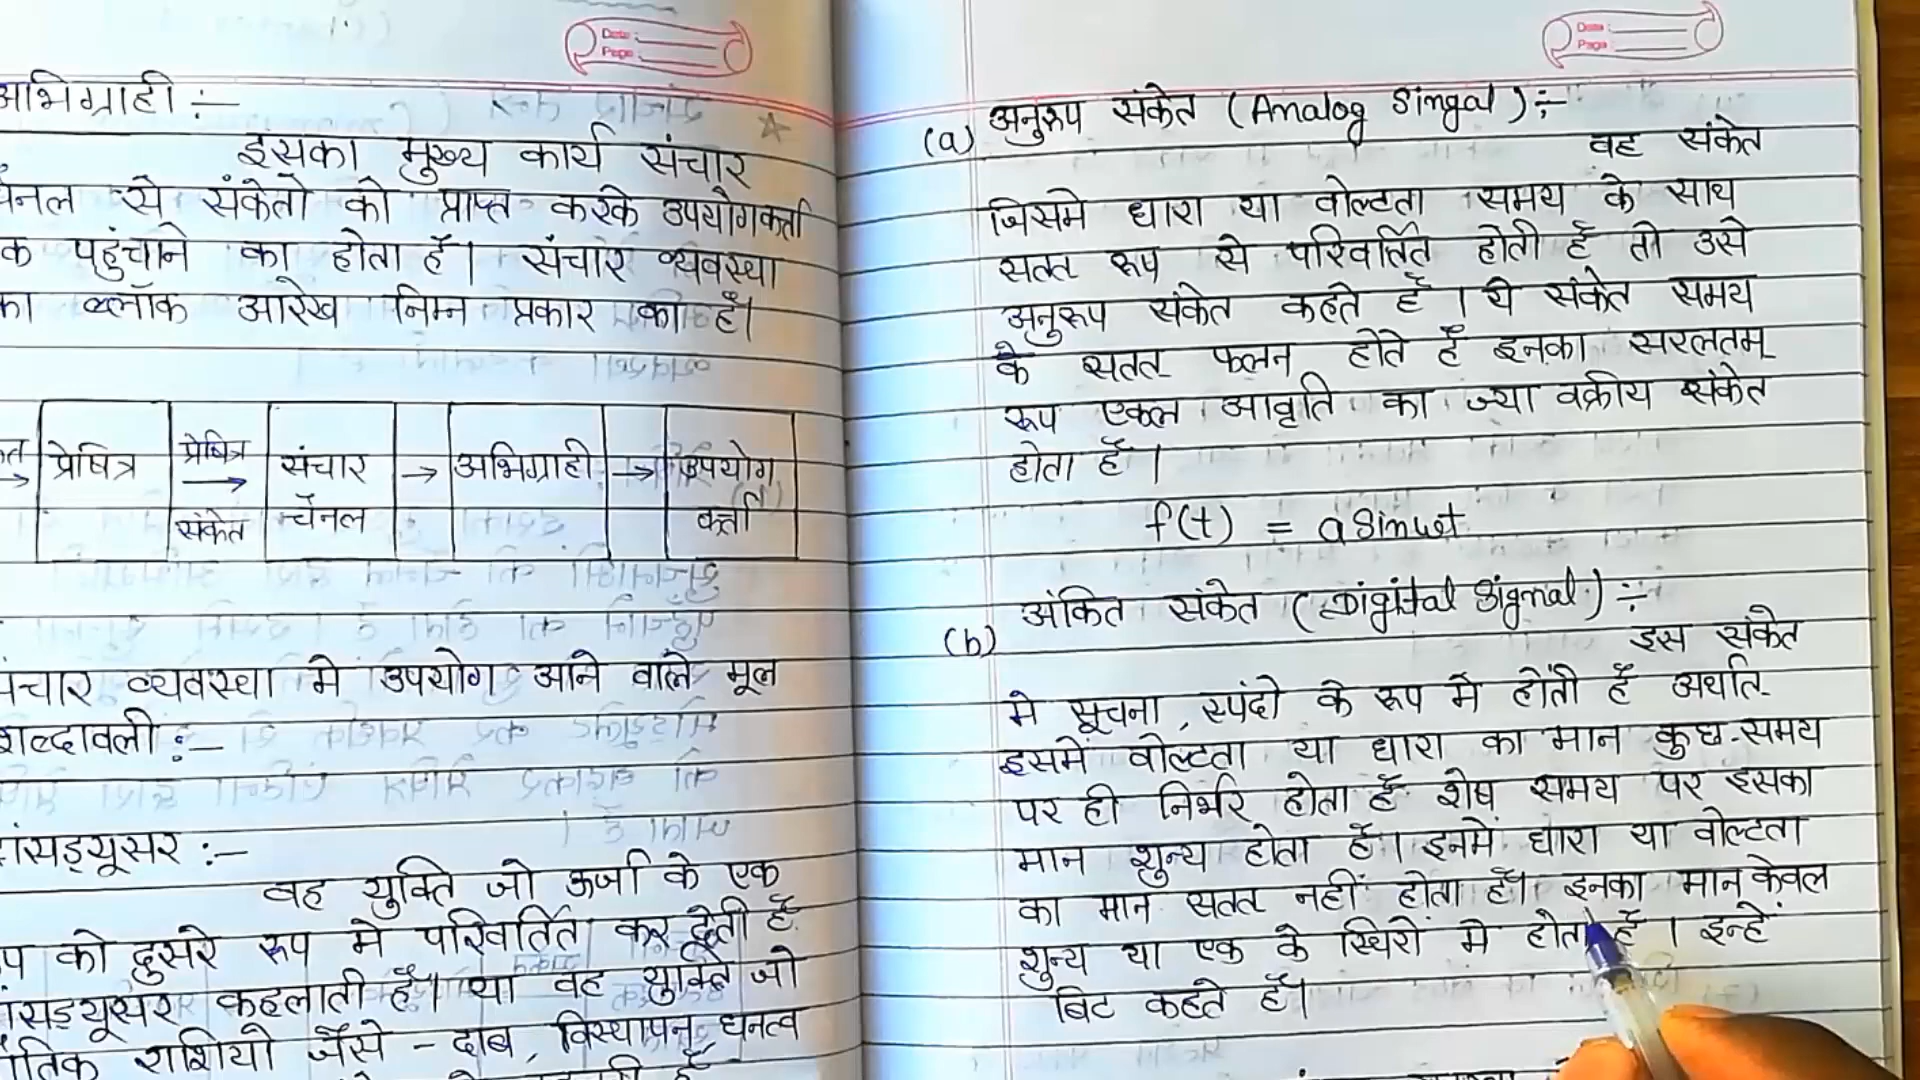 Date :
Page :
अभिग्राही :-
इसका मुख्य कार्य संचार
चैनल से संकेतो को प्राप्त करके उपयोगकर्ता
क पहुंचाने का होता हैं। संचार व्यवस्था
का ब्लॉक आरेख निम्न प्रकार का हैं।
प्रेषित्र
प्रेषित्र
संकेत
संचार
चैनल
अभिग्राही
उपयोग
कर्त्ता
संचार व्यवस्था मे उपयोग आने वाले मूल
शब्दावली :-
ांसड्यूसर :-
वह युक्ति जो ऊर्जा के एक
प को दुसरे रूप मे परिवर्तित कर देती हैं
ांसड्यूसर कहलाती हैं। या वह युक्ति जो
ौतिक राशियो जैसे - दाब, विस्थापन, घनत्व
Date :
Page :
(a) अनुरुप संकेत (Analog Singal) :-
वह संकेत
जिसमे धारा या वोल्टता समय के साथ
सतत रूप से परिवर्तित होती हैं तो उसे
अनुरूप संकेत कहते हैं। ये संकेत समय
के सतत फलन होते हैं इनका सरलतम
रूप एकल आवृति का ज्या वक्रीय संकेत
होता हैं।
f(t) = a sinωt
(b) अंकित संकेत (Digital Signal) :-
इस संकेत
मे सूचना, स्पंदो के रूप मे होती हैं अर्थात
इसमें वोल्टता या धारा का मान कुछ समय
पर ही निर्भर होता हैं शेष समय पर इसका
मान शुन्य होता हैं। इनमें धारा या वोल्टता
का मान सतत नहीं होता हैं। इनका मान केवल
शुन्य या एक के स्थिरों मे होता हैं। इन्हें
बिट कहते हैं।